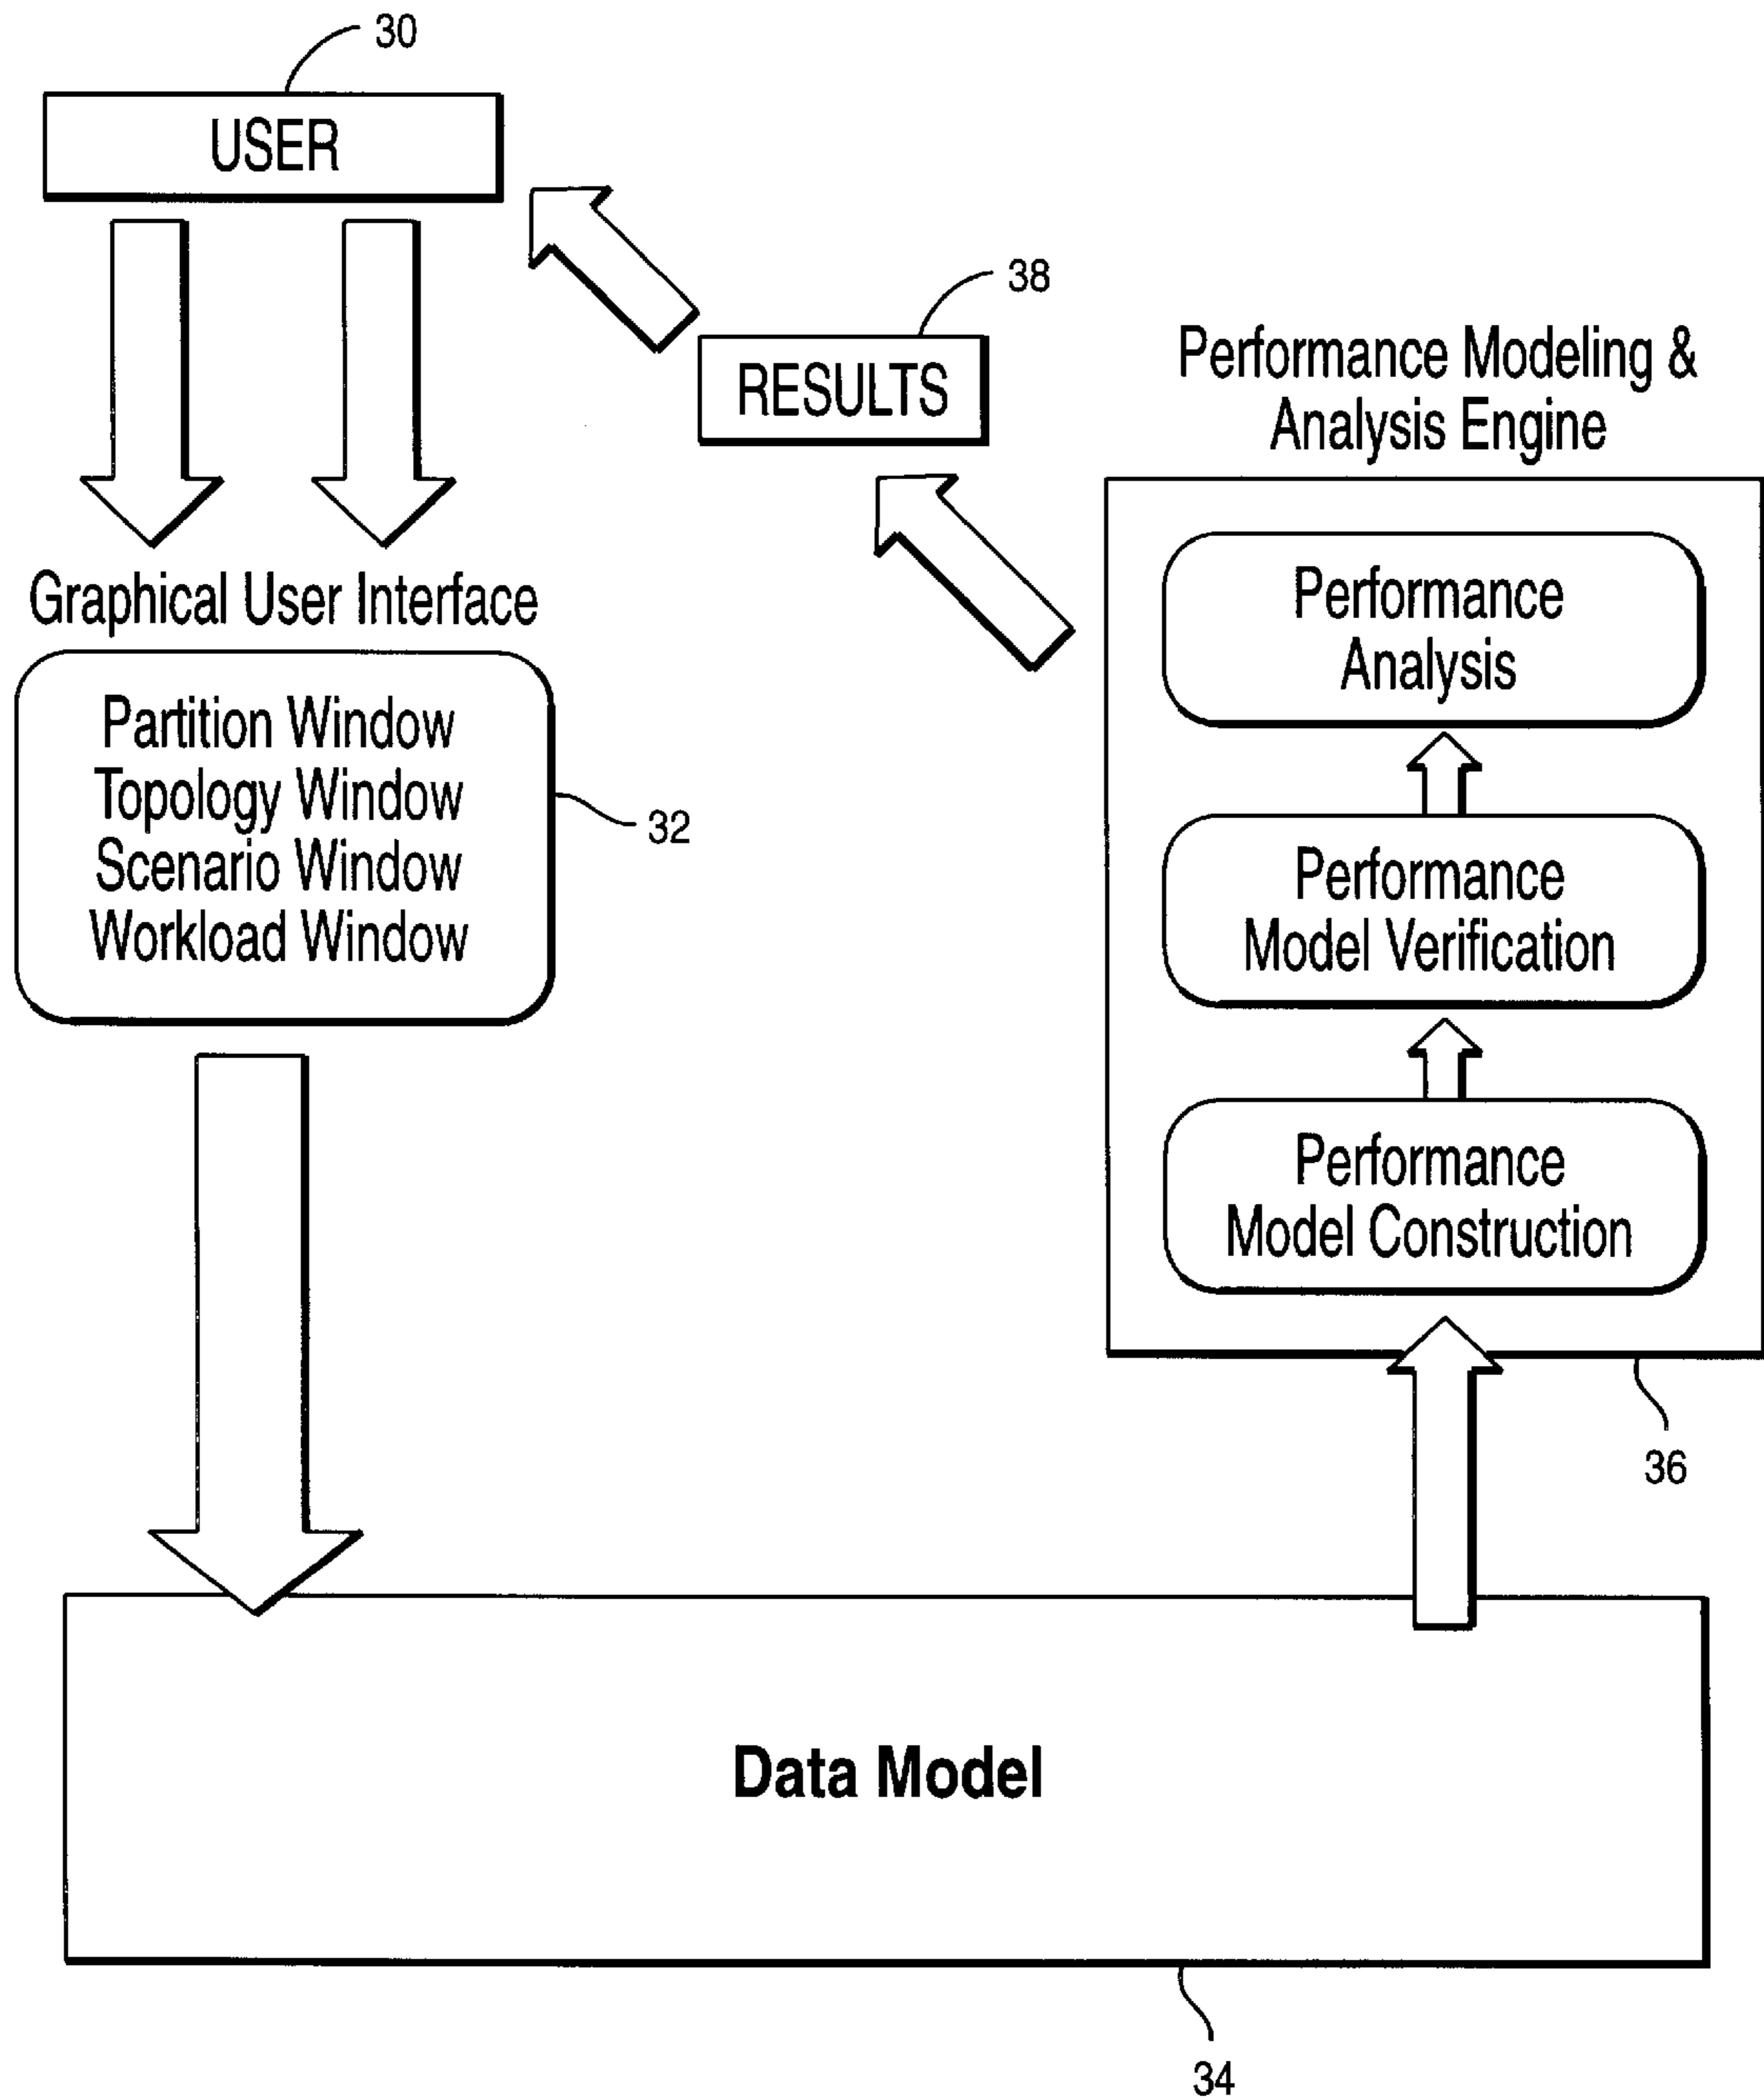 30
USER
38
RESULTS
Performance Modeling &
Analysis Engine
Graphical User Interface
Partition Window
Topology Window
Scenario Window
Workload Window
32
Performance
Analysis
Performance
Model Verification
Performance
Model Construction
36
Data Model
34